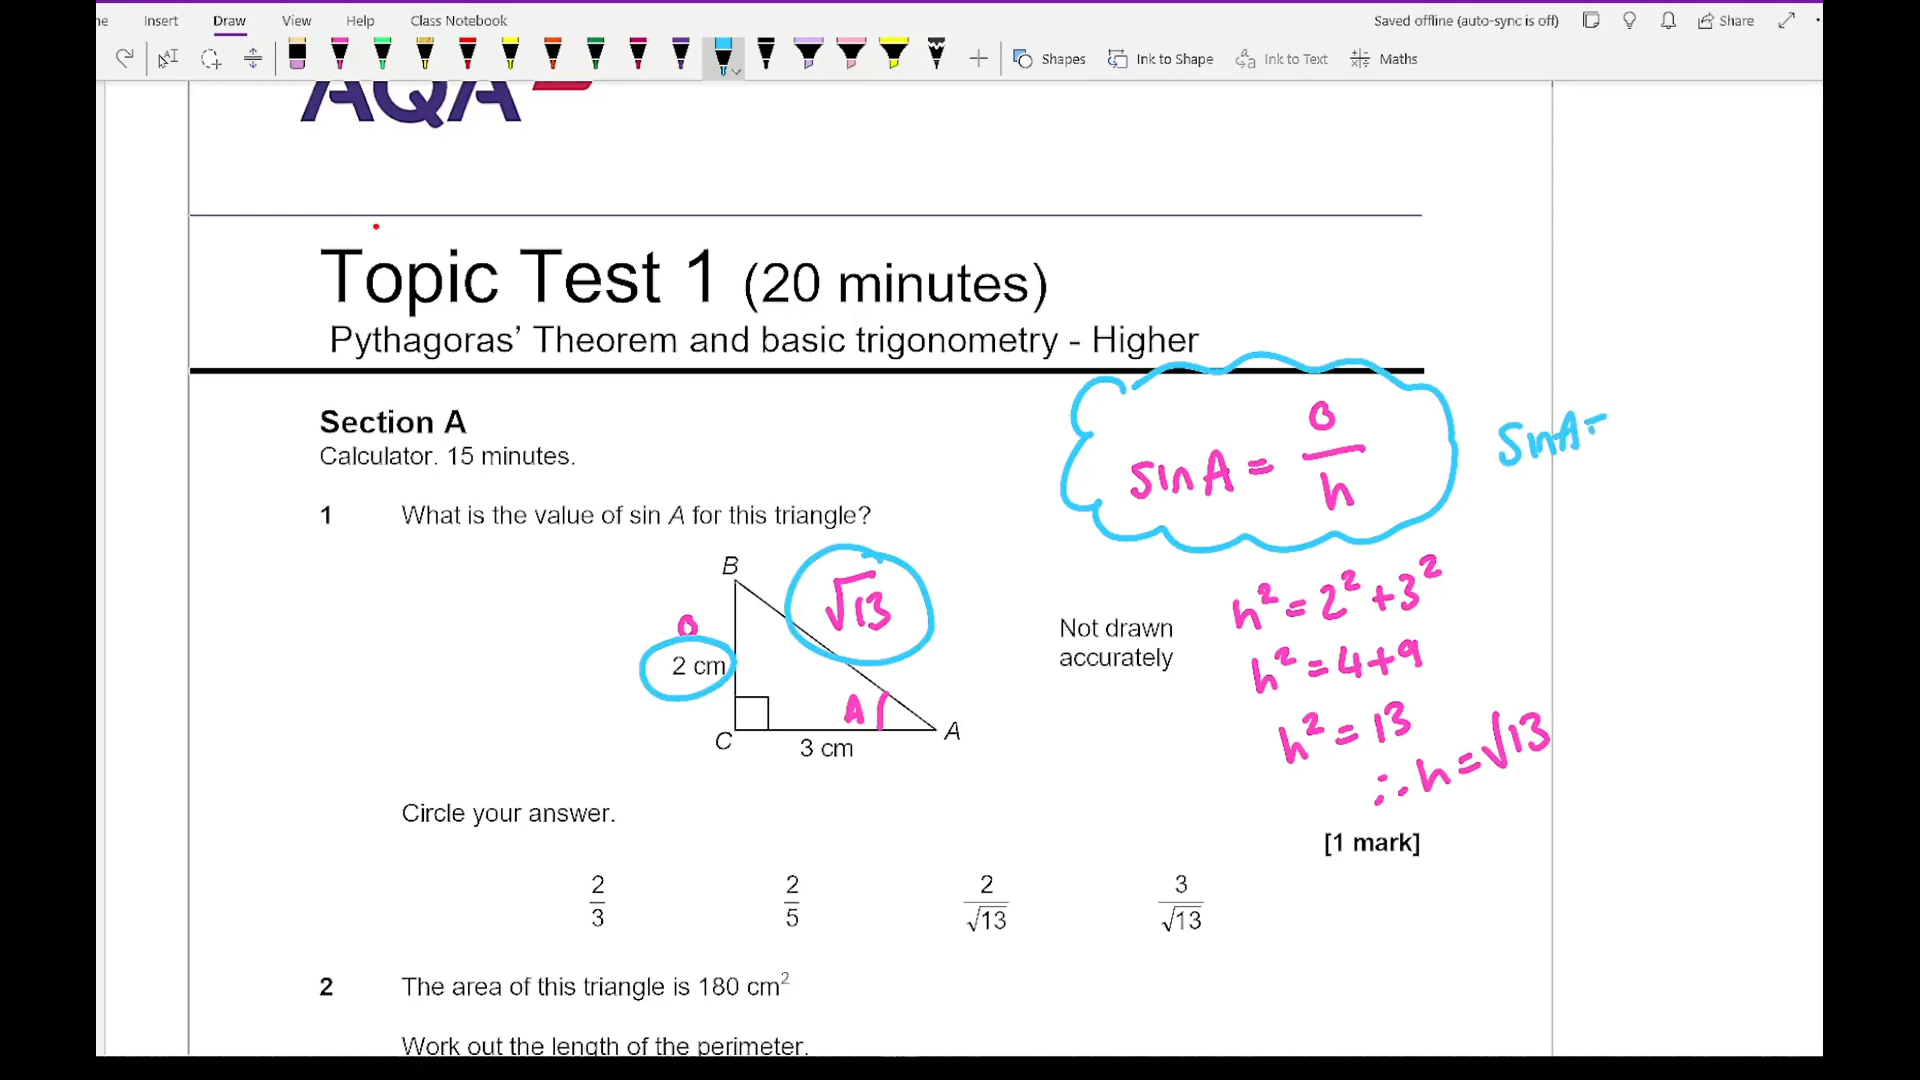 Insert Draw View Help Class Notebook Saved offline (auto-sync is off) Share
Shapes Ink to Shape Ink to Text Maths
AQA
Topic Test 1 (20 minutes)
Pythagoras’ Theorem and basic trigonometry - Higher
Section A
Calculator. 15 minutes.
sin A = o/h
sin A =
1 What is the value of sin A for this triangle?
B
√13
o
2 cm
A
C
3 cm
A
Not drawn
accurately
h² = 2² + 3²
h² = 4 + 9
h² = 13
∴ h = √13
Circle your answer.
[1 mark]
2/3 2/5 2/√13 3/√13
2 The area of this triangle is 180 cm²
Work out the length of the perimeter.